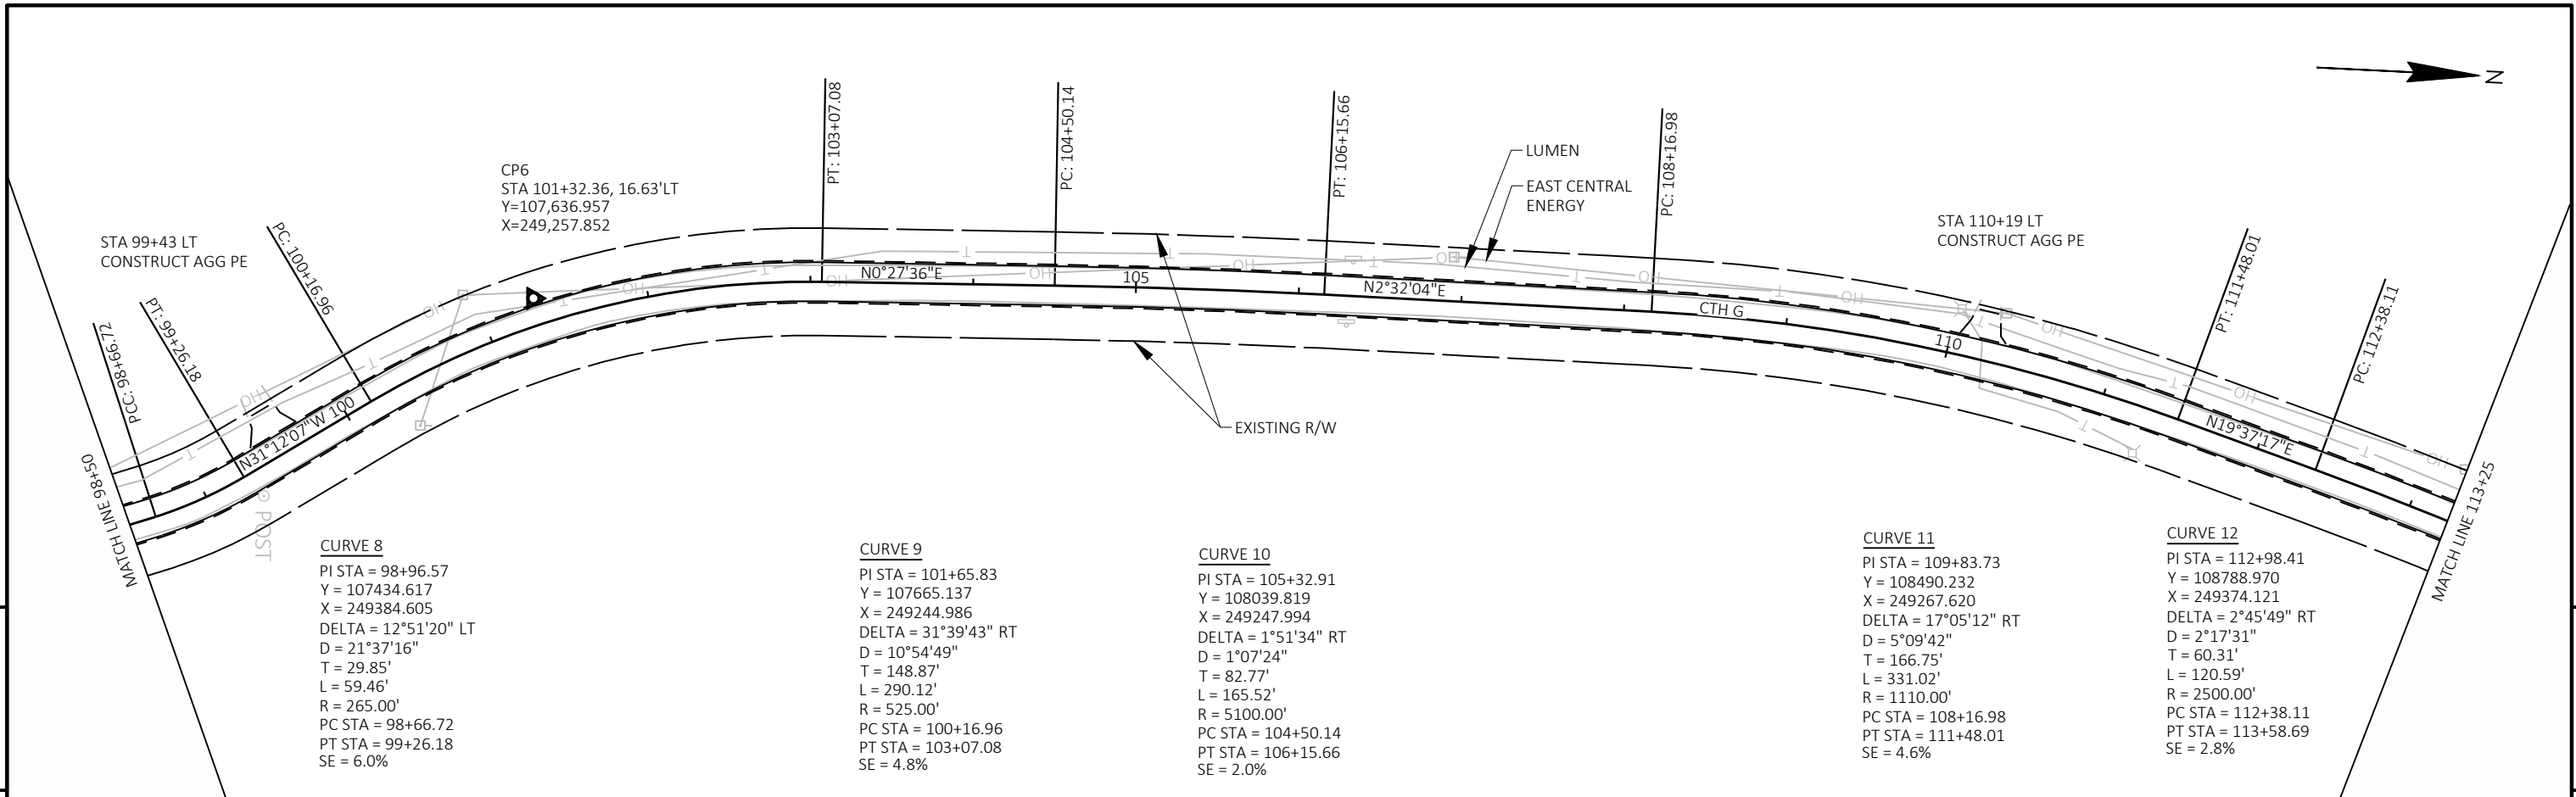 N
PT: 103+07.08
PC: 104+50.14
PT: 106+15.66
PC: 108+16.98
LUMEN
EAST CENTRAL
ENERGY
CP6
STA 101+32.36, 16.63'LT
Y=107,636.957
X=249,257.852
STA 99+43 LT
CONSTRUCT AGG PE
PC: 100+16.96
PT: 99+26.18
PCC: 98+66.72
STA 110+19 LT
CONSTRUCT AGG PE
PT: 111+48.01
PC: 112+38.11
OH
T
OH
T
OH
T
OH
T
OH
T
OH
T
OH
T
OH
T
OH
T
OH
T
OH
T
OH
T
OH
T
N31°12'07"W
100
N0°27'36"E
105
N2°32'04"E
CTH G
110
N19°37'17"E
EXISTING R/W
POST
MATCH LINE 98+50
MATCH LINE 113+25
CURVE 8
PI STA = 98+96.57
Y = 107434.617
X = 249384.605
DELTA = 12°51'20" LT
D = 21°37'16"
T = 29.85'
L = 59.46'
R = 265.00'
PC STA = 98+66.72
PT STA = 99+26.18
SE = 6.0%
CURVE 9
PI STA = 101+65.83
Y = 107665.137
X = 249244.986
DELTA = 31°39'43" RT
D = 10°54'49"
T = 148.87'
L = 290.12'
R = 525.00'
PC STA = 100+16.96
PT STA = 103+07.08
SE = 4.8%
CURVE 10
PI STA = 105+32.91
Y = 108039.819
X = 249247.994
DELTA = 1°51'34" RT
D = 1°07'24"
T = 82.77'
L = 165.52'
R = 5100.00'
PC STA = 104+50.14
PT STA = 106+15.66
SE = 2.0%
CURVE 11
PI STA = 109+83.73
Y = 108490.232
X = 249267.620
DELTA = 17°05'12" RT
D = 5°09'42"
T = 166.75'
L = 331.02'
R = 1110.00'
PC STA = 108+16.98
PT STA = 111+48.01
SE = 4.6%
CURVE 12
PI STA = 112+98.41
Y = 108788.970
X = 249374.121
DELTA = 2°45'49" RT
D = 2°17'31"
T = 60.31'
L = 120.59'
R = 2500.00'
PC STA = 112+38.11
PT STA = 113+58.69
SE = 2.8%